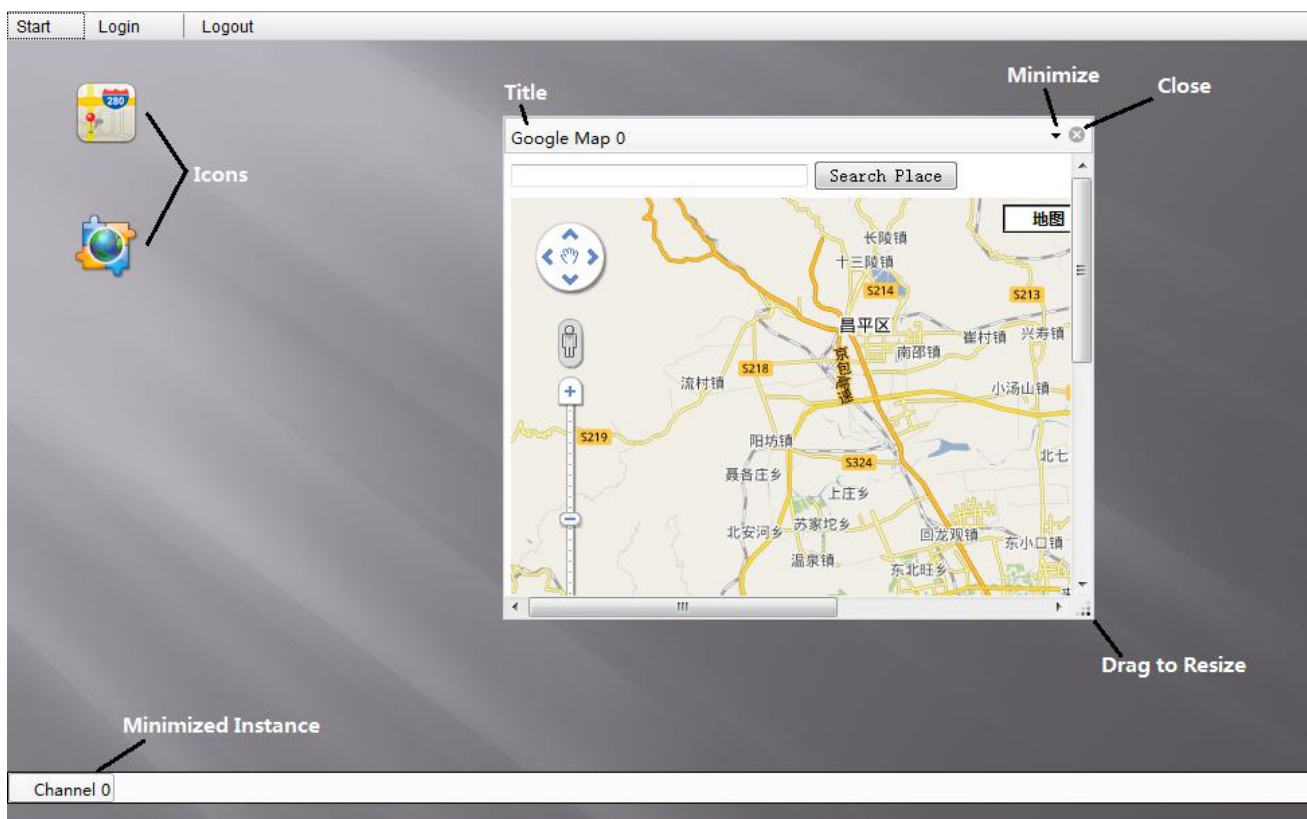 Start Login Logout
Minimize
Close
Title
280
Google Map 0
Icons
Search Place
地图
长陵镇
十三陵镇
S214
S213
昌平区
崔村镇
兴寿镇
南邵镇
京包高速
S218
流村镇
小汤山镇
S219
阳坊镇
北七
S324
聂各庄乡
上庄乡
苏家坨乡
北安河乡
回龙观镇
东小口镇
温泉镇
东北旺乡
Drag to Resize
Minimized Instance
Channel 0